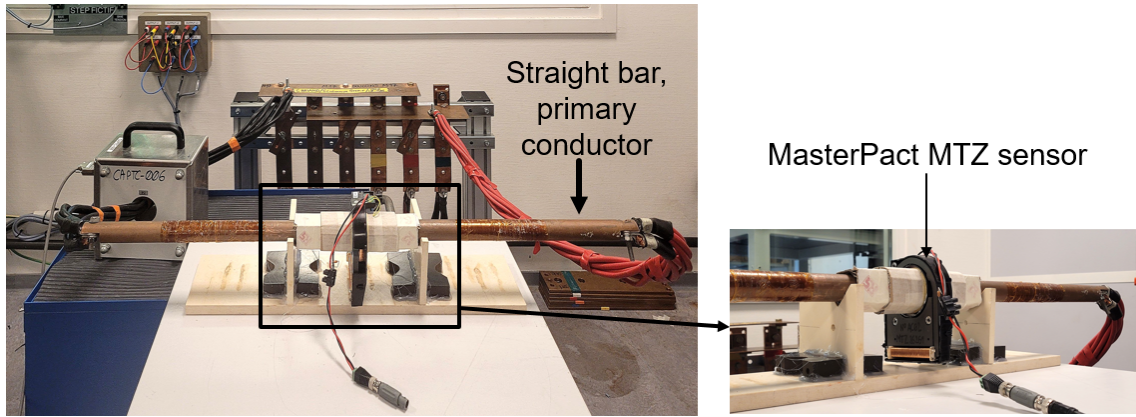 STEP FICTIF
Straight bar,
primary
conductor
CAPTC-006
MasterPact MTZ sensor